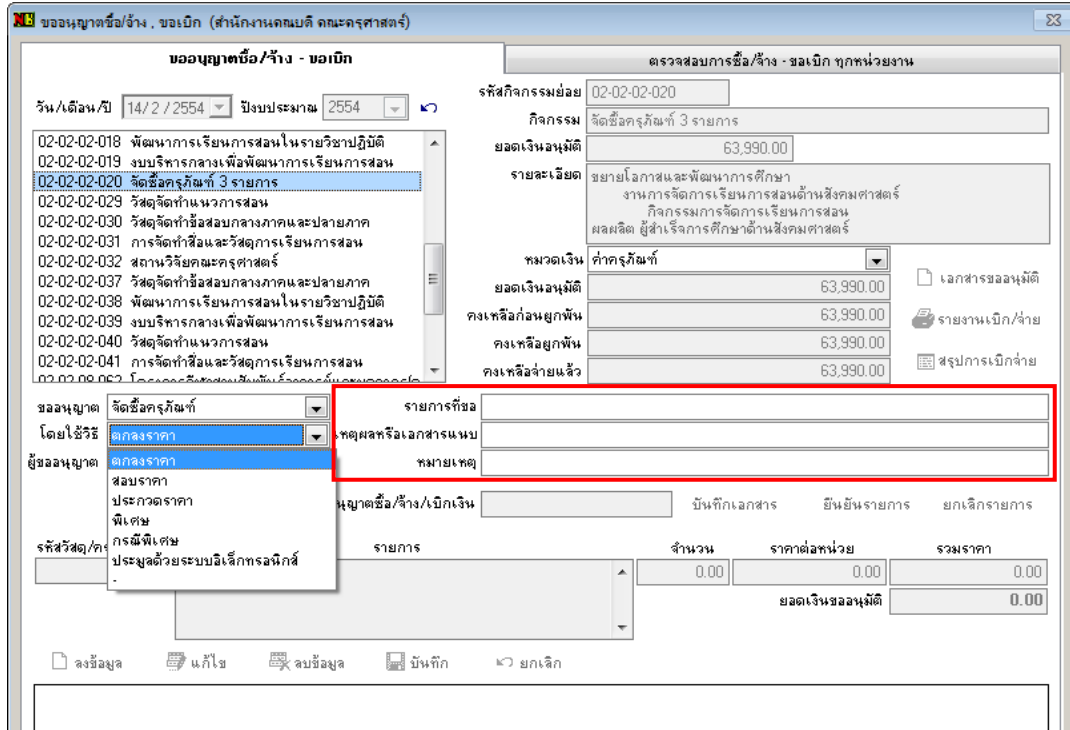 ขออนุญาตซื้อ/จ้าง , ขอเบิก (สำนักงานคณบดี คณะครุศาสตร์)
ขออนุญาตซื้อ/จ้าง - ขอเบิก
ตรวจสอบการซื้อ/จ้าง - ขอเบิก ทุกหน่วยงาน
วัน/เดือน/ปี 14/ 2 / 2554 ปีงบประมาณ 2554
รหัสกิจกรรมย่อย 02-02-02-020
กิจกรรม จัดซื้อครุภัณฑ์ 3 รายการ
ยอดเงินอนุมัติ 63,990.00
รายละเอียด ขยายโอกาสและพัฒนาการศึกษา
งานการจัดการเรียนการสอนด้านสังคมศาสตร์
กิจกรรมการจัดการเรียนการสอน
ผลผลิต ผู้สำเร็จการศึกษาด้านสังคมศาสตร์
02-02-02-018 พัฒนาการเรียนการสอนในรายวิชาปฏิบัติ
02-02-02-019 งบบริหารกลางเพื่อพัฒนาการเรียนการสอน
02-02-02-020 จัดซื้อครุภัณฑ์ 3 รายการ
02-02-02-029 วัสดุจัดทำแนวการสอน
02-02-02-030 วัสดุจัดทำข้อสอบกลางภาคและปลายภาค
02-02-02-031 การจัดทำสื่อและวัสดุการเรียนการสอน
02-02-02-032 สถานวิจัยคณะครุศาสตร์
02-02-02-037 วัสดุจัดทำข้อสอบกลางภาคและปลายภาค
02-02-02-038 พัฒนาการเรียนการสอนในรายวิชาปฏิบัติ
02-02-02-039 งบบริหารกลางเพื่อพัฒนาการเรียนการสอน
02-02-02-040 วัสดุจัดทำแนวการสอน
02-02-02-041 การจัดทำสื่อและวัสดุการเรียนการสอน
หมวดเงิน ค่าครุภัณฑ์
ยอดเงินอนุมัติ 63,990.00
คงเหลือก่อนผูกพัน 63,990.00
คงเหลือผูกพัน 63,990.00
คงเหลือจ่ายแล้ว 63,990.00
เอกสารขออนุมัติ
รายงานเบิก/จ่าย
สรุปการเบิกจ่าย
ขออนุญาต จัดซื้อครุภัณฑ์
โดยใช้วิธี ตกลงราคา
ผู้ขออนุญาต
ตกลงราคา
สอบราคา
ประกวดราคา
พิเศษ
กรณีพิเศษ
ประมูลด้วยระบบอิเล็กทรอนิกส์
-
รายการที่ขอ
เหตุผลหรือเอกสารแนบ
หมายเหตุ
นุญาตซื้อ/จ้าง/เบิกเงิน
บันทึกเอกสาร ยืนยันรายการ ยกเลิกรายการ
รหัสวัสดุ/คร รายการ จำนวน ราคาต่อหน่วย รวมราคา
0.00 0.00 0.00
ยอดเงินขออนุมัติ 0.00
ลงข้อมูล แก้ไข ลบข้อมูล บันทึก ยกเลิก